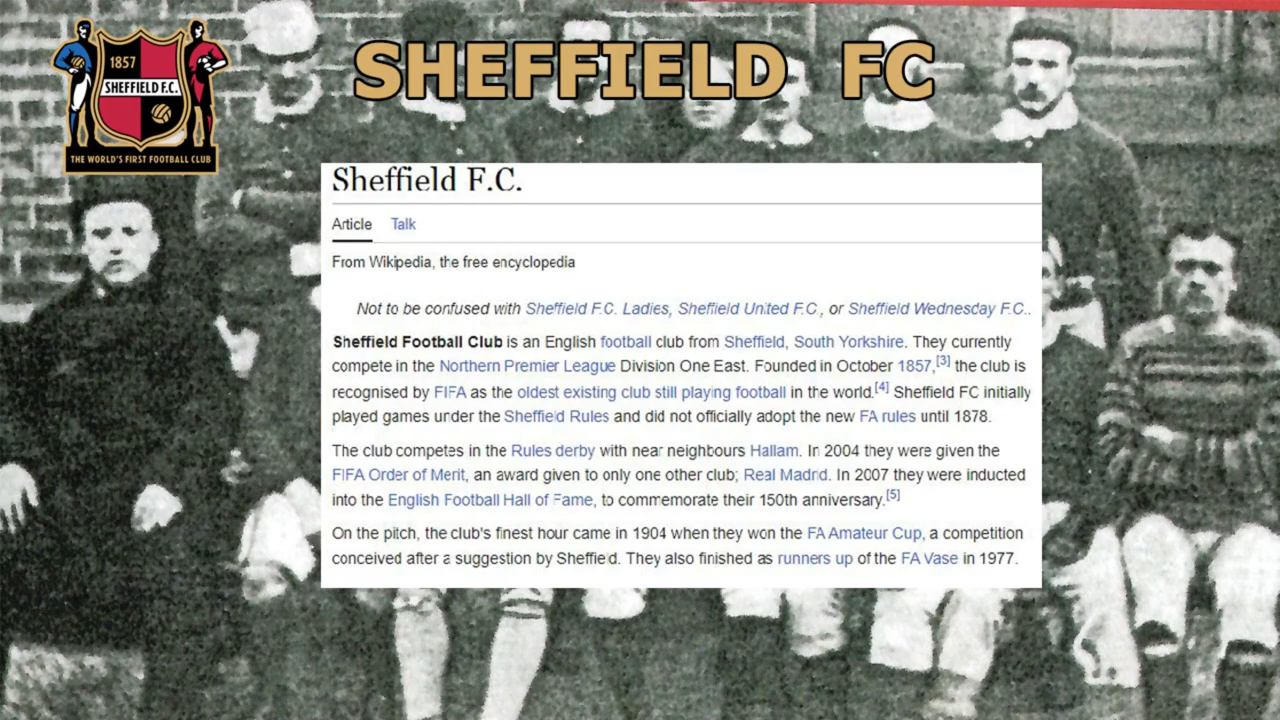 1857
SHEFFIELD F.C.
THE WORLD'S FIRST FOOTBALL CLUB
SHEFFIELD FC
Sheffield F.C.
Article Talk
From Wikipedia, the free encyclopedia
Not to be confused with Sheffield F.C. Ladies, Sheffield United F.C., or Sheffield Wednesday F.C..
Sheffield Football Club is an English football club from Sheffield, South Yorkshire. They currently
compete in the Northern Premier League Division One East. Founded in October 1857,[3] the club is
recognised by FIFA as the oldest existing club still playing football in the world.[4] Sheffield FC initially
played games under the Sheffield Rules and did not officially adopt the new FA rules until 1878.
The club competes in the Rules derby with near neighbours Hallam. In 2004 they were given the
FIFA Order of Merit, an award given to only one other club; Real Madrid. In 2007 they were inducted
into the English Football Hall of Fame, to commemorate their 150th anniversary.[5]
On the pitch, the club's finest hour came in 1904 when they won the FA Amateur Cup, a competition
conceived after a suggestion by Sheffield. They also finished as runners up of the FA Vase in 1977.